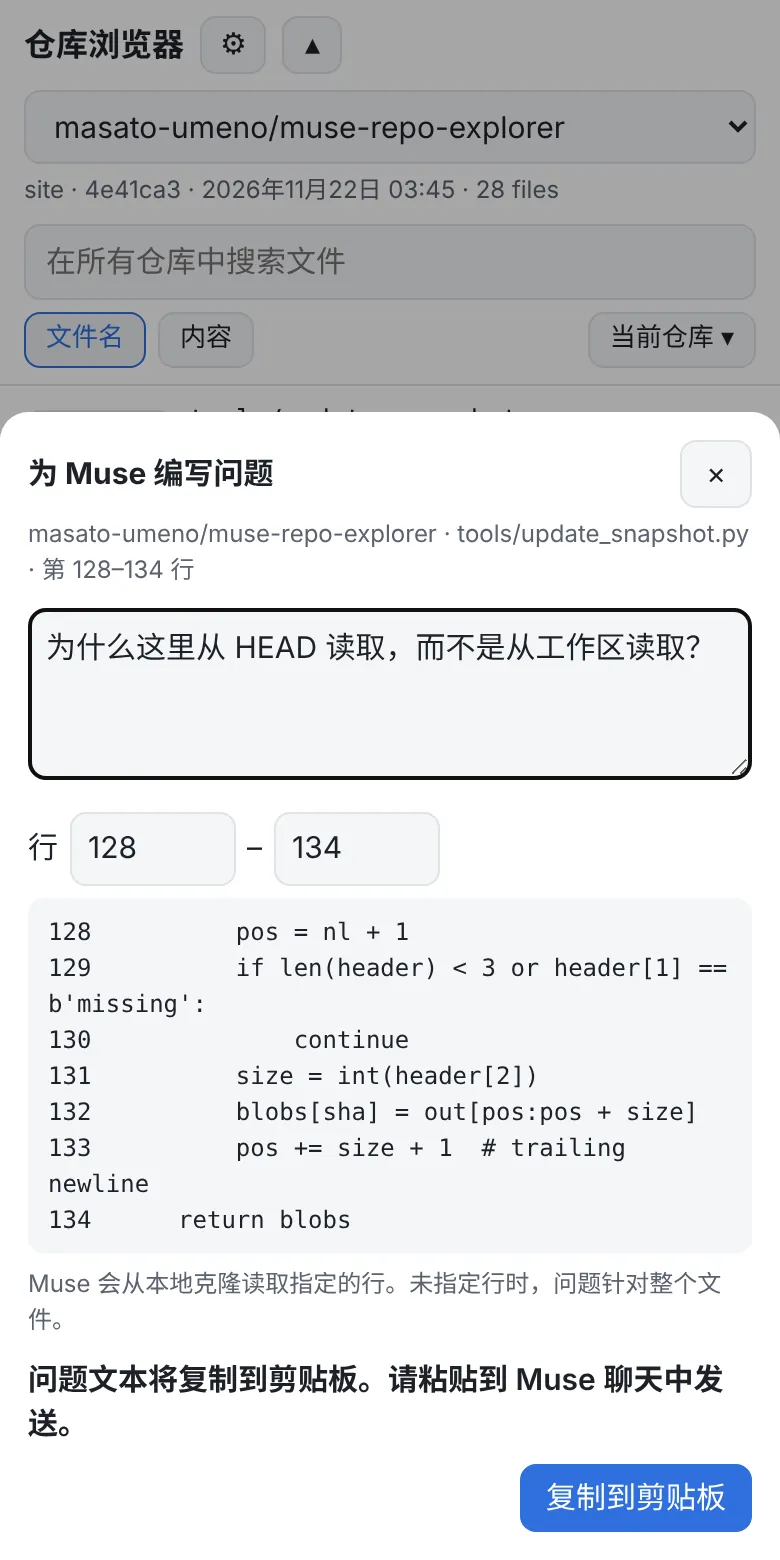 仓库浏览器 ⚙ ▲
masato-umeno/muse-repo-explorer
site · 4e41ca3 · 2026年11月22日 03:45 · 28 files
在所有仓库中搜索文件
文件名 内容 当前仓库 ▾
为 Muse 编写问题 ×
masato-umeno/muse-repo-explorer · tools/update_snapshot.py
· 第 128–134 行
为什么这里从 HEAD 读取，而不是从工作区读取？
行 128 – 134
128          pos = nl + 1
129          if len(header) < 3 or header[1] ==
b'missing':
130              continue
131          size = int(header[2])
132          blobs[sha] = out[pos:pos + size]
133          pos += size + 1  # trailing
newline
134      return blobs
Muse 会从本地克隆读取指定的行。未指定行时，问题针对整个文
件。
问题文本将复制到剪贴板。请粘贴到 Muse 聊天中发
送。
复制到剪贴板